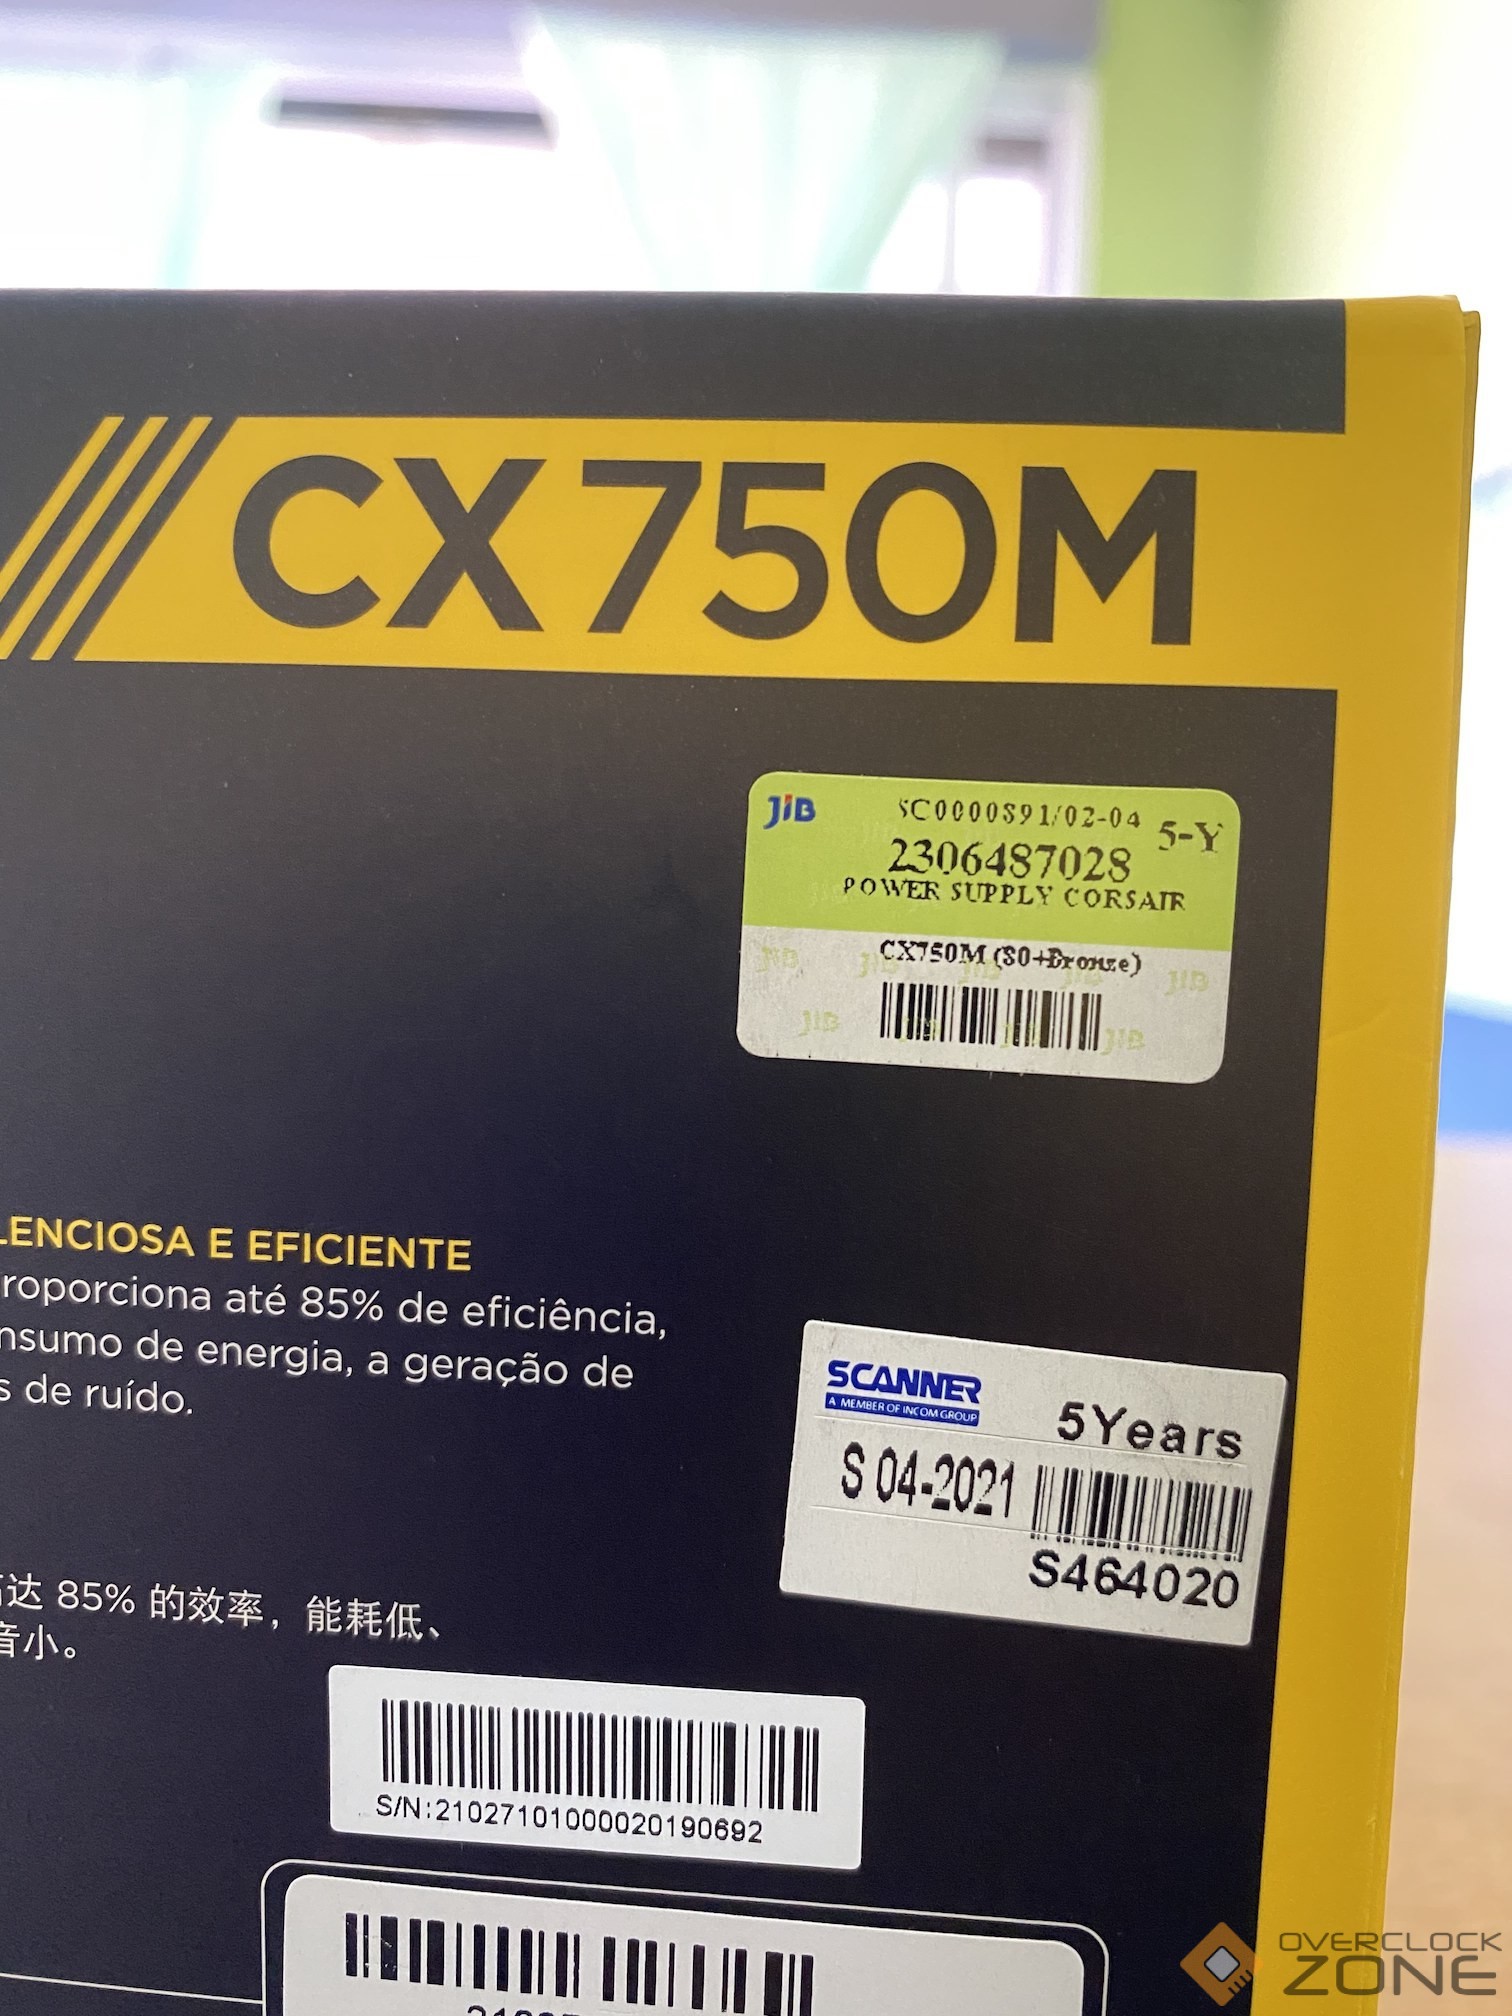 CX750M
JIB
SC0000891/02-04
5-Y
2306487028
POWER SUPPLY CORSAIR
CX750M (80+Bronze)
LENCIOSA E EFICIENTE
roporciona até 85% de eficiência,
nsumo de energia, a geração de
s de ruído.
SCANNER
A MEMBER OF INCOM GROUP
5Years
S 04-2021
S464020
达 85% 的效率，能耗低、
音小。
S/N:21027101000020190692
OVERCLOCK
ZONE